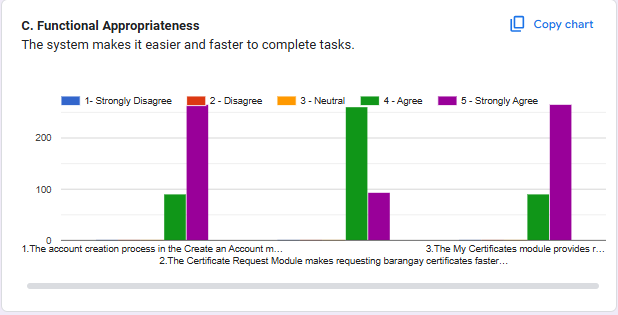 C. Functional Appropriateness
Copy chart
The system makes it easier and faster to complete tasks.
1- Strongly Disagree
2 - Disagree
3 - Neutral
4 - Agree
5 - Strongly Agree
200
100
0
1.The account creation process in the Create an Account m...
3.The My Certificates module provides r...
2.The Certificate Request Module makes requesting barangay certificates faster...